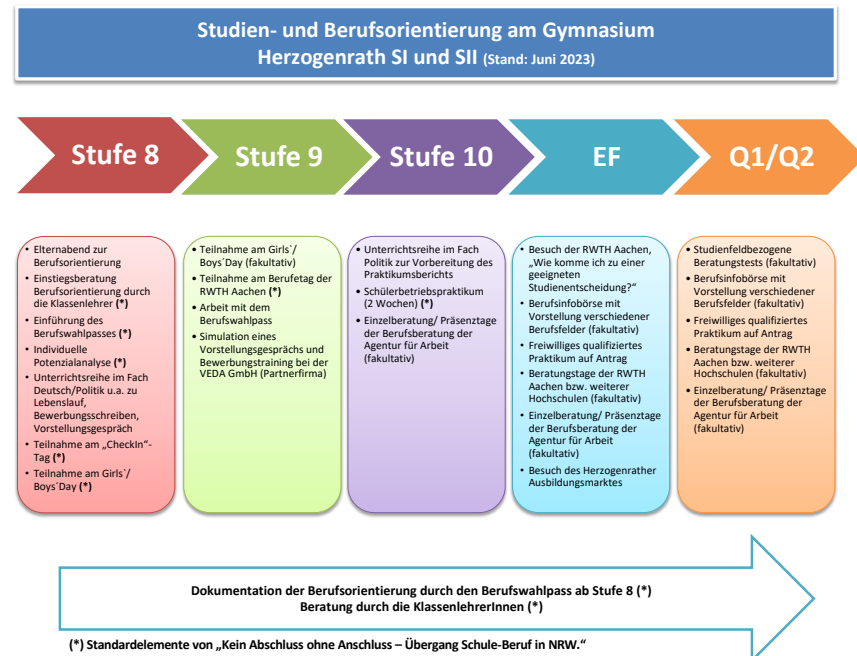 Studien- und Berufsorientierung am Gymnasium
Herzogenrath SI und SII (Stand: Juni 2023)
Stufe 8
Stufe 9
Stufe 10
EF
Q1/Q2
• Elternabend zur
Berufsorientierung
• Einstiegsberatung
Berufsorientierung durch
die Klassenlehrer (*)
• Einführung des
Berufswahlpasses (*)
• Individuelle
Potenzialanalyse (*)
• Unterrichtsreihe im Fach
Deutsch/Politik u.a. zu
Lebenslauf,
Bewerbungsschreiben,
Vorstellungsgespräch
• Teilnahme am „CheckIn“-
Tag (*)
• Teilnahme am Girls`/
Boys´Day (*)
• Teilnahme am Girls`/
Boys´Day (fakultativ)
• Teilnahme am Berufetag der
RWTH Aachen (*)
• Arbeit mit dem
Berufswahlpass
• Simulation eines
Vorstellungsgesprächs und
Bewerbungstraining bei der
VEDA GmbH (Partnerfirma)
• Unterrichtsreihe im Fach
Politik zur Vorbereitung des
Praktikumsberichts
• Schülerbetriebspraktikum
(2 Wochen) (*)
• Einzelberatung/ Präsenztage
der Berufsberatung der
Agentur für Arbeit
(fakultativ)
• Besuch der RWTH Aachen,
„Wie komme ich zu einer
geeigneten
Studienentscheidung?“
• Berufsinfobörse mit
Vorstellung verschiedener
Berufsfelder (fakultativ)
• Freiwilliges qualifiziertes
Praktikum auf Antrag
• Beratungstage der RWTH
Aachen bzw. weiterer
Hochschulen (fakultativ)
• Einzelberatung/ Präsenztage
der Berufsberatung der
Agentur für Arbeit
(fakultativ)
• Besuch des Herzogenrather
Ausbildungsmarktes
• Studienfeldbezogene
Beratungstests (fakultativ)
• Berufsinfobörse mit
Vorstellung verschiedener
Berufsfelder (fakultativ)
• Freiwilliges qualifiziertes
Praktikum auf Antrag
• Beratungstage der RWTH
Aachen bzw. weiterer
Hochschulen (fakultativ)
• Einzelberatung/ Präsenztage
der Berufsberatung der
Agentur für Arbeit
(fakultativ)
Dokumentation der Berufsorientierung durch den Berufswahlpass ab Stufe 8 (*)
Beratung durch die KlassenlehrerInnen (*)
(*) Standardelemente von „Kein Abschluss ohne Anschluss – Übergang Schule-Beruf in NRW.“